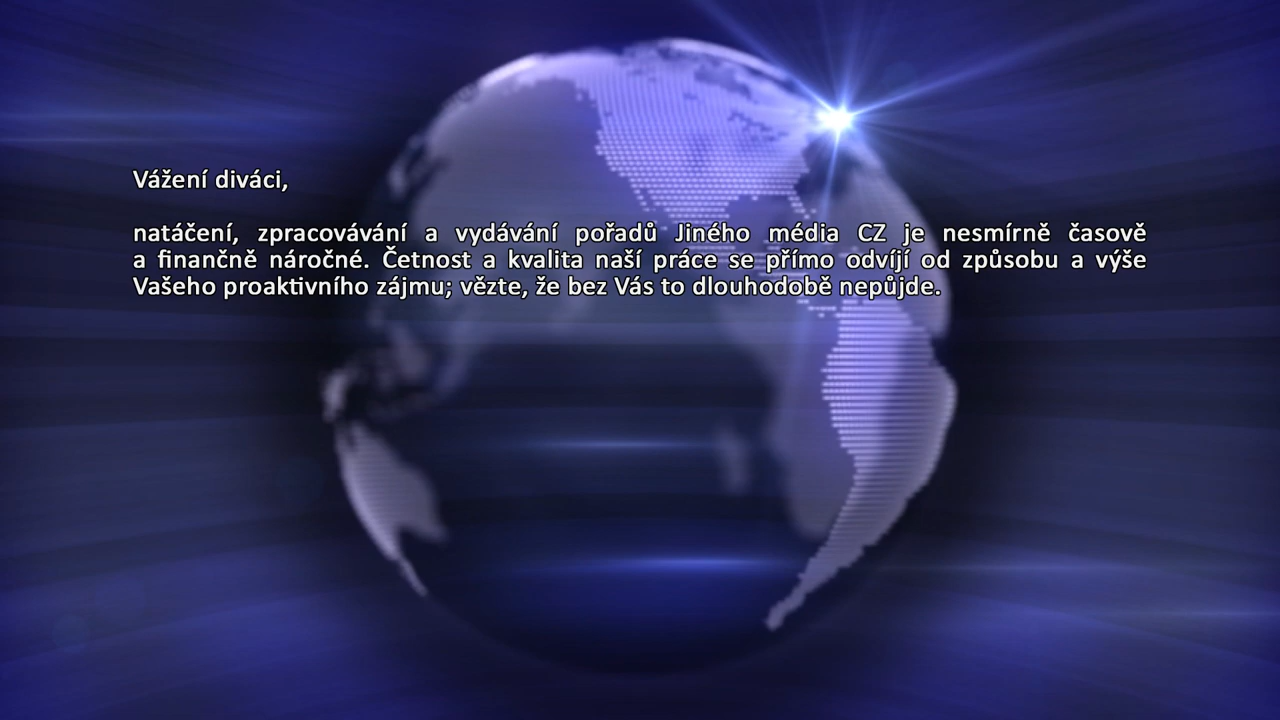 Vážení diváci,
natáčení, zpracovávání a vydávání pořadů Jiného média CZ je nesmírně časově
a finančně náročné. Četnost a kvalita naší práce se přímo odvíjí od způsobu a výše
Vašeho proaktivního zájmu; vězte, že bez Vás to dlouhodobě nepůjde.